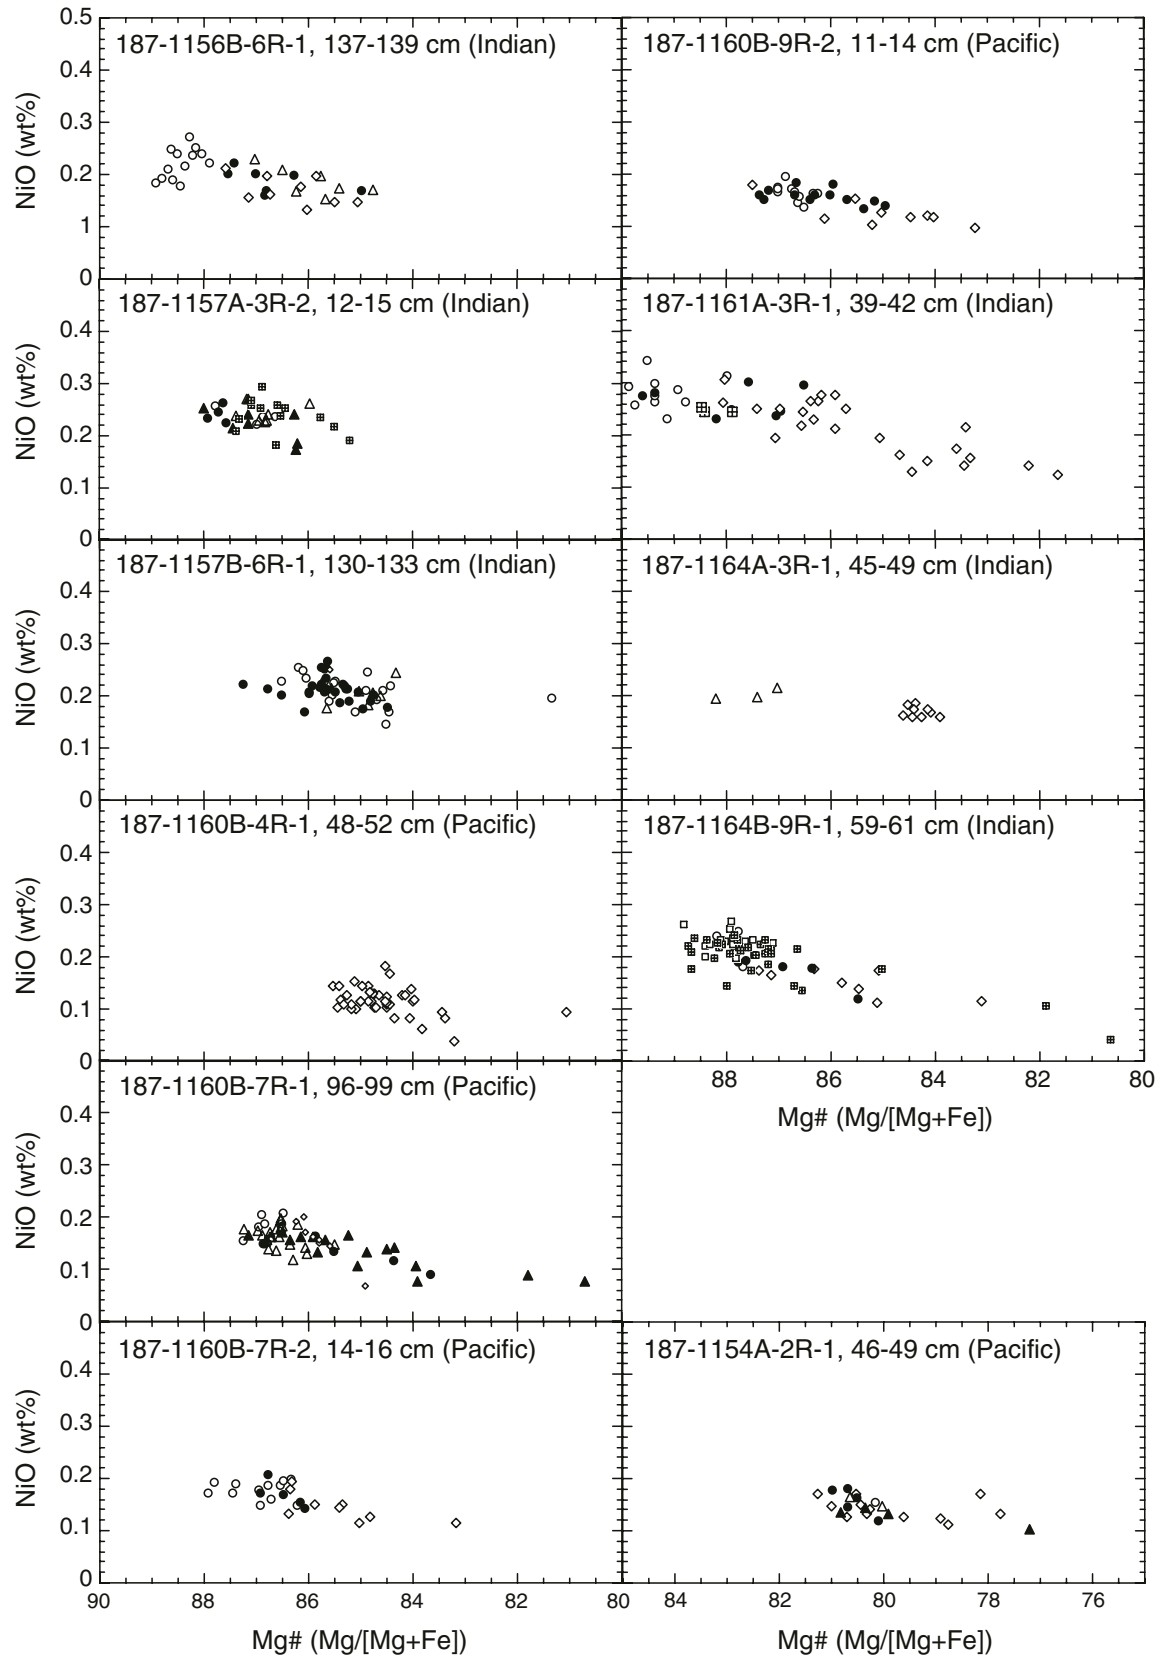 0.5
187-1156B-6R-1, 137-139 cm (Indian)
187-1160B-9R-2, 11-14 cm (Pacific)
0.4
0.3
NiO (wt%)
0.2
1
0
187-1157A-3R-2, 12-15 cm (Indian)
187-1161A-3R-1, 39-42 cm (Indian)
0.4
0.3
NiO (wt%)
0.2
0.1
0
187-1157B-6R-1, 130-133 cm (Indian)
187-1164A-3R-1, 45-49 cm (Indian)
0.4
0.3
NiO (wt%)
0.2
0.1
0
187-1160B-4R-1, 48-52 cm (Pacific)
187-1164B-9R-1, 59-61 cm (Indian)
0.4
0.3
NiO (wt%)
0.2
0.1
0
88 86 84 82 80
Mg# (Mg/[Mg+Fe])
187-1160B-7R-1, 96-99 cm (Pacific)
0.4
0.3
NiO (wt%)
0.2
0.1
0
187-1160B-7R-2, 14-16 cm (Pacific)
187-1154A-2R-1, 46-49 cm (Pacific)
0.4
0.3
NiO (wt%)
0.2
0.1
0
90 88 86 84 82 80 84 82 80 78 76
Mg# (Mg/[Mg+Fe])
Mg# (Mg/[Mg+Fe])